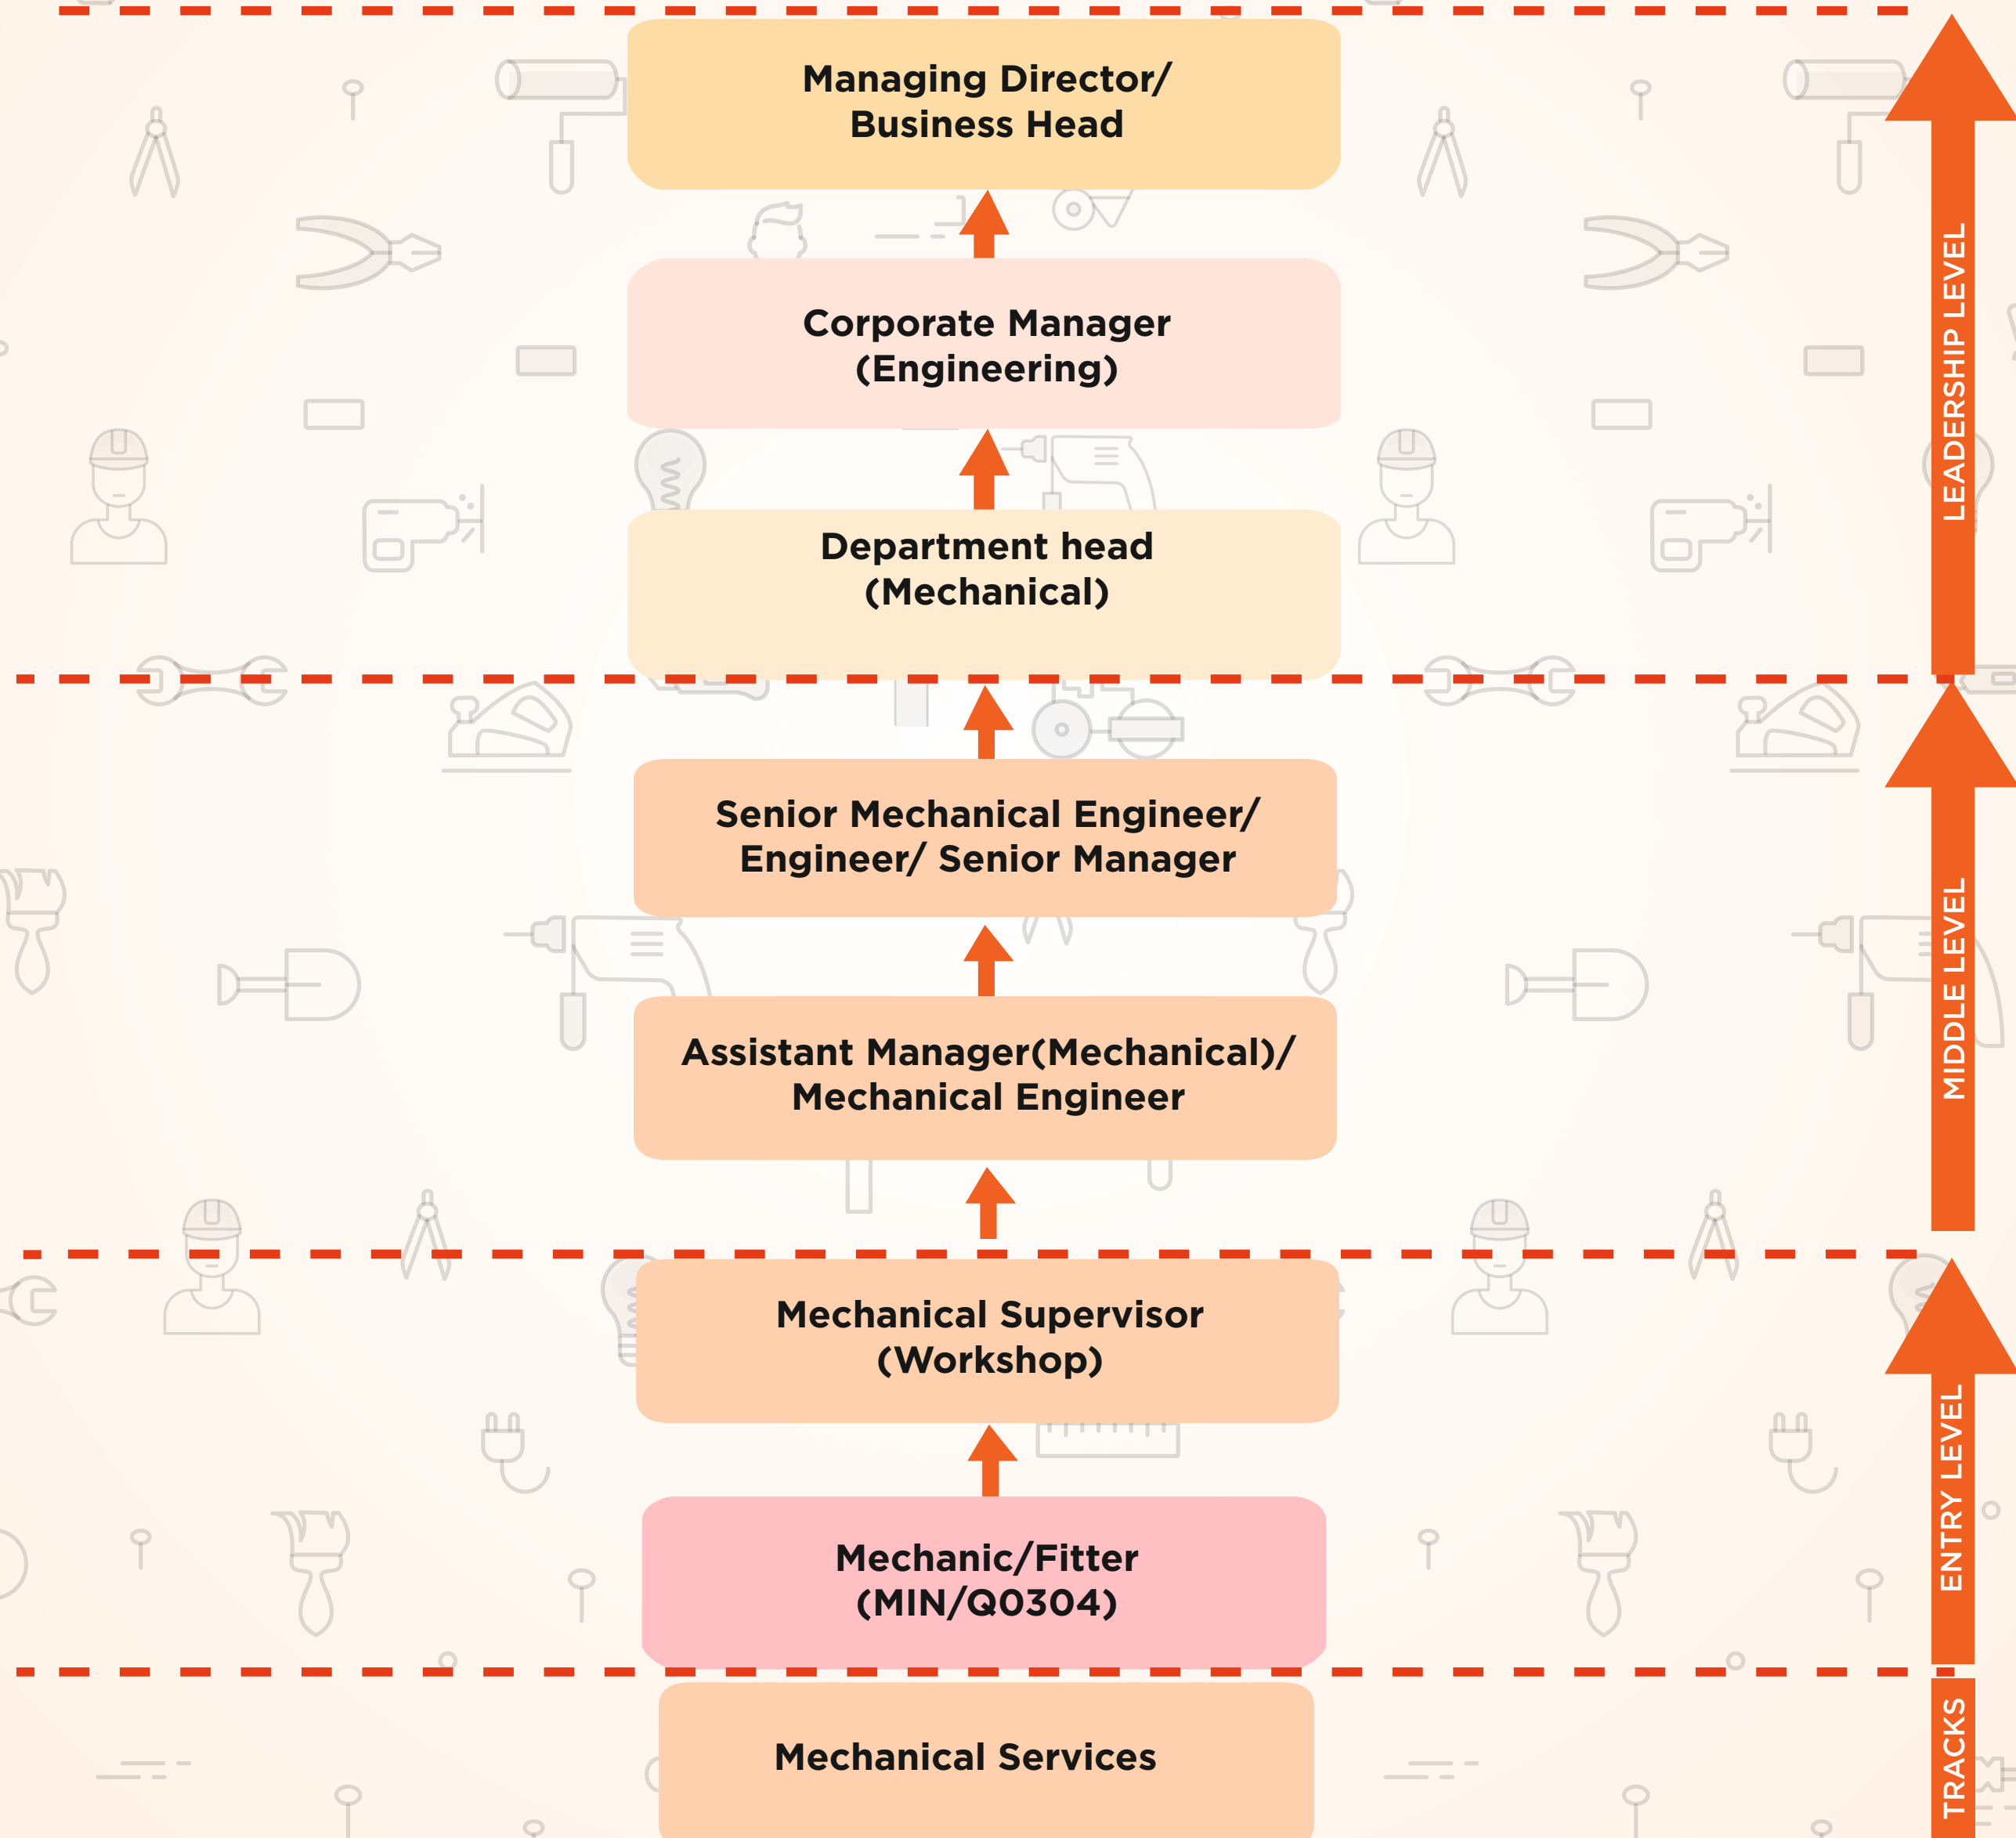 Managing Director/
Business Head
Corporate Manager
(Engineering)
Department head
(Mechanical)
LEADERSHIP LEVEL
Senior Mechanical Engineer/
Engineer/ Senior Manager
Assistant Manager(Mechanical)/
Mechanical Engineer
MIDDLE LEVEL
Mechanical Supervisor
(Workshop)
Mechanic/Fitter
(MIN/Q0304)
ENTRY LEVEL
Mechanical Services
TRACKS